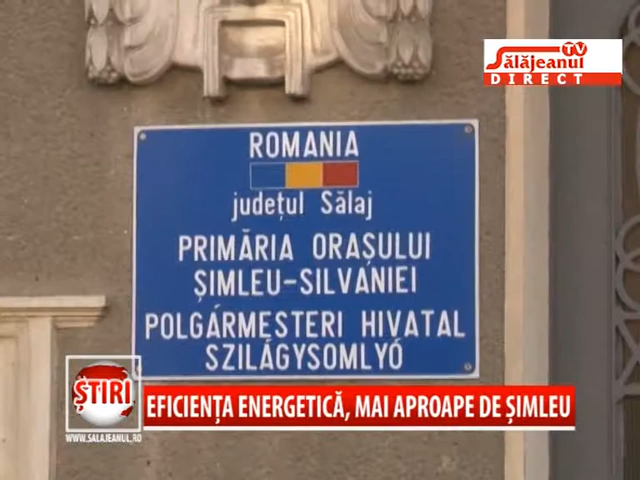 Sălăjeanul TV
DIRECT
ROMANIA
județul Sălaj
PRIMĂRIA ORAȘULUI
ȘIMLEU-SILVANIEI
POLGÁRMESTERI HIVATAL
SZILÁGYSOMLYÓ
ȘTIRI
EFICIENȚA ENERGETICĂ, MAI APROAPE DE ȘIMLEU
WWW.SALAJEANUL.RO